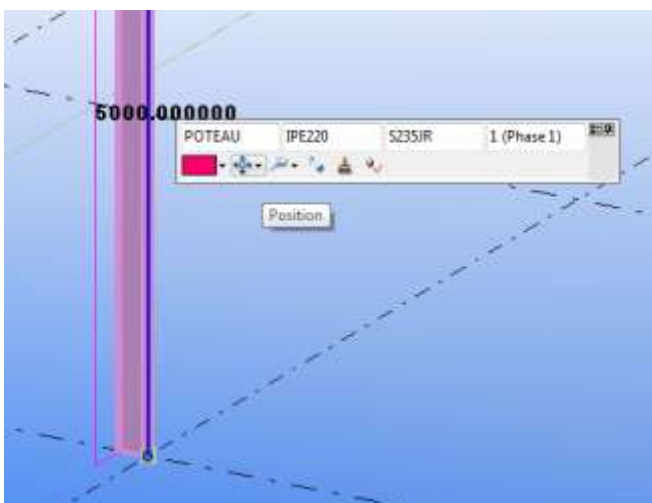 5000.000000
POTEAU IPE220 S235JR 1 (Phase 1)
Position